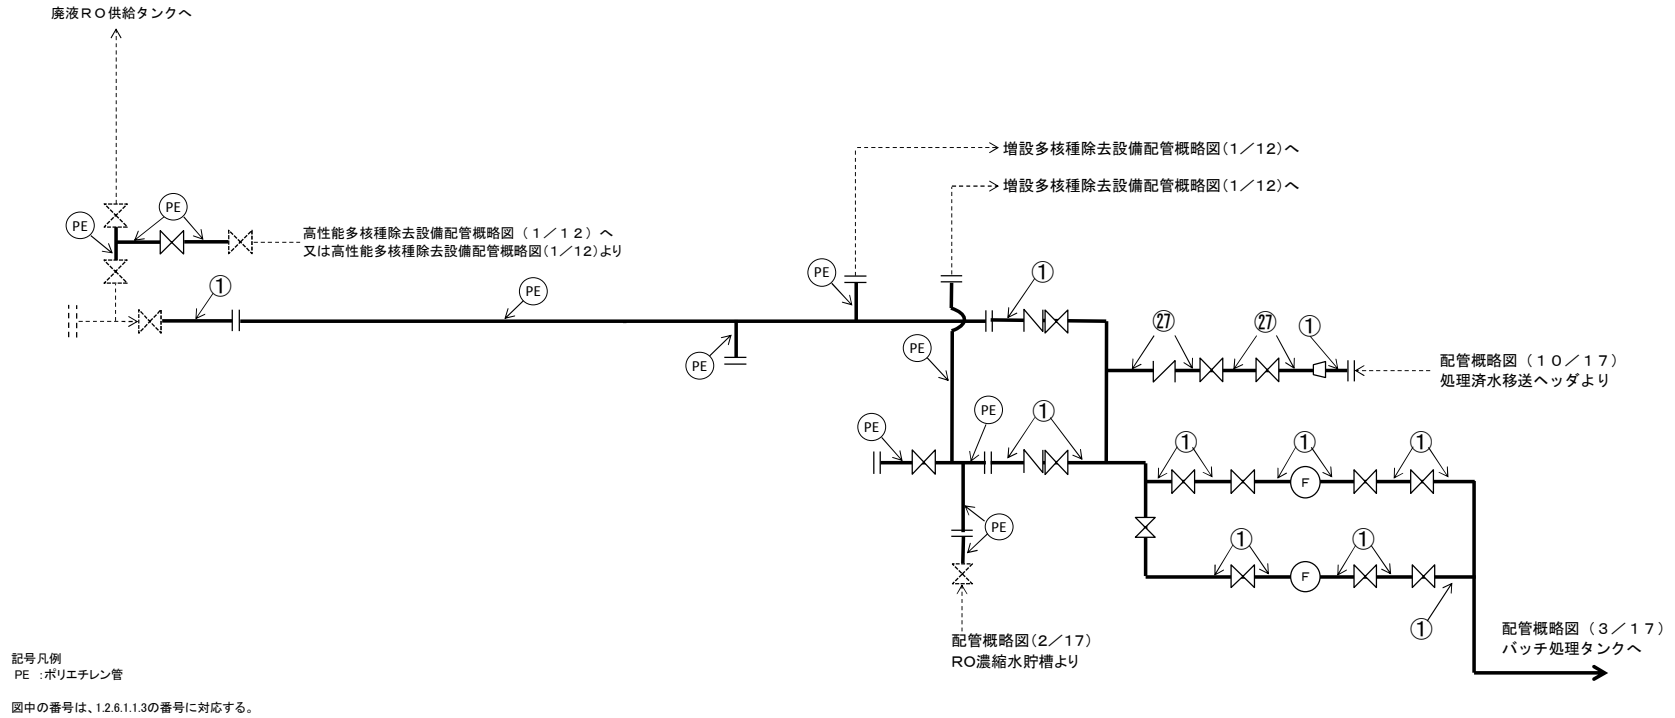 廃液RO供給タンクへ
増設多核種除去設備配管概略図(1/12)へ
増設多核種除去設備配管概略図(1/12)へ
PE
PE
高性能多核種除去設備配管概略図(1/12)へ
又は高性能多核種除去設備配管概略図(1/12)より
①
PE
PE
①
PE
㉗
㉗
①
PE
配管概略図(10/17)
処理済水移送ヘッダより
PE
PE
①
①
①
①
F
PE
①
①
F
①
配管概略図(2/17)
RO濃縮水貯槽より
配管概略図(3/17)
バッチ処理タンクへ
記号凡例
PE :ポリエチレン管
図中の番号は、1.2.6.1.1.3の番号に対応する。